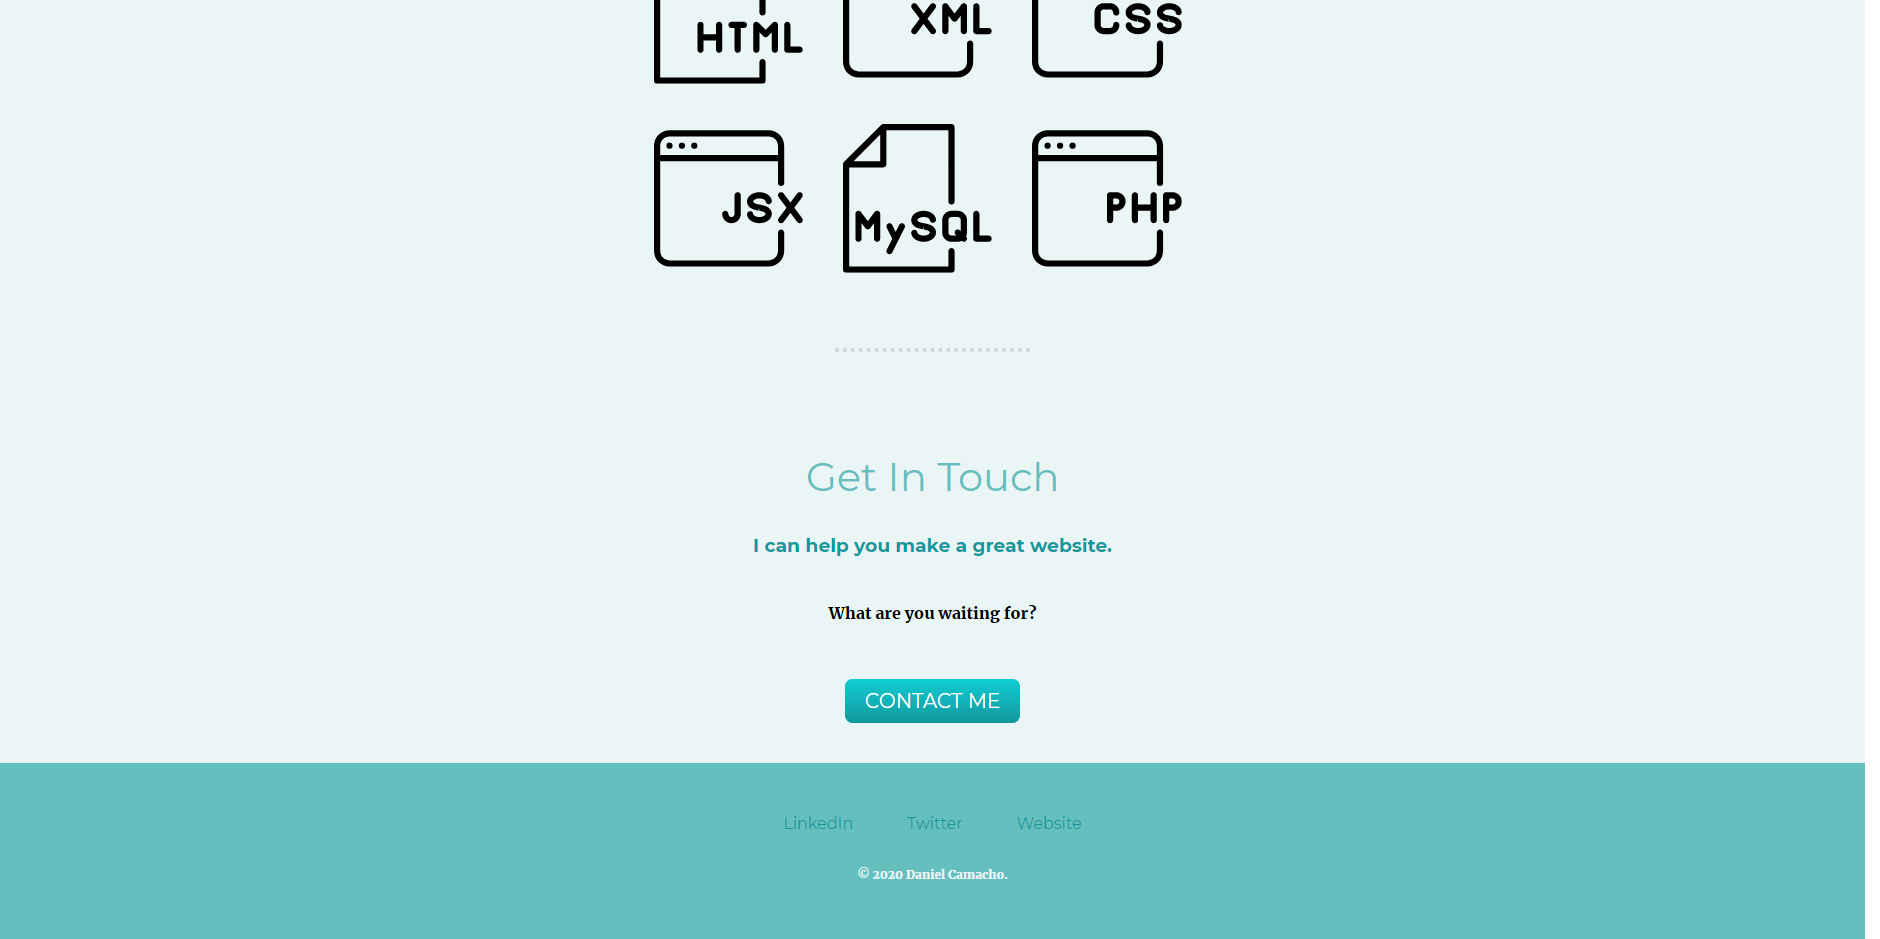 HTML XML CSS
JSX MySQL PHP
Get In Touch
I can help you make a great website.
What are you waiting for?
CONTACT ME
LinkedIn Twitter Website
© 2020 Daniel Camacho.